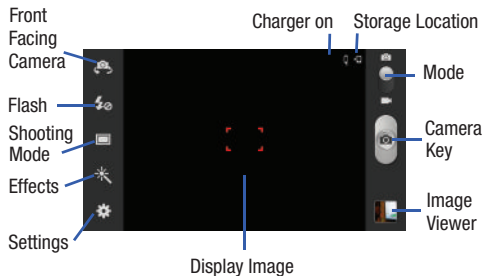 Front
Facing
Camera
Charger on
Storage Location
Mode
Flash
Shooting
Mode
Camera
Key
Effects
Image
Viewer
Settings
Display Image